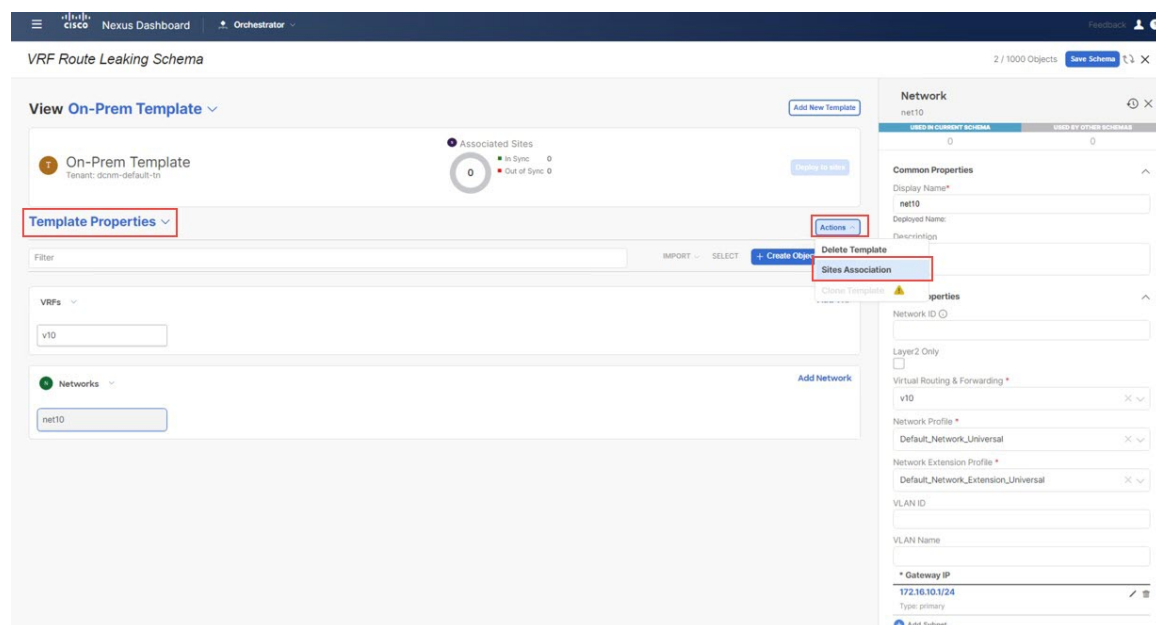 cisco Nexus Dashboard Orchestrator Feedback
VRF Route Leaking Schema 2 / 1000 Objects Save Schema
View On-Prem Template Add New Template
T On-Prem Template
Tenant: dcnm-default-tn
Associated Sites
0
In Sync 0
Out of Sync 0
Deploy to sites
Template Properties Actions
Delete Template
Sites Association
Clone Template
Filter IMPORT SELECT + Create Objec
VRFs
v10
N Networks Add Network
net10
Network
net10
USED IN CURRENT SCHEMA USED BY OTHER SCHEMAS
0 0
Common Properties
Display Name*
net10
Deployed Name:
Description
operties
Network ID
Layer2 Only
Virtual Routing & Forwarding *
v10
Network Profile *
Default_Network_Universal
Network Extension Profile *
Default_Network_Extension_Universal
VLAN ID
VLAN Name
* Gateway IP
172.16.10.1/24
Type: primary
Add Subnet